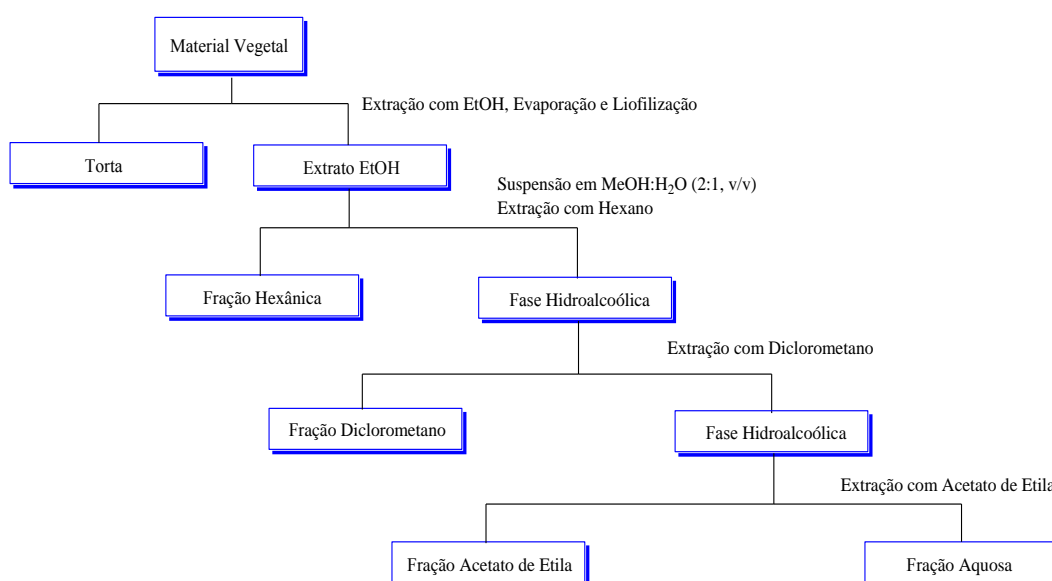 Material Vegetal
Extração com EtOH, Evaporação e Liofilização
Torta
Extrato EtOH
Suspensão em MeOH:H₂O (2:1, v/v)
Extração com Hexano
Fração Hexânica
Fase Hidroalcoólica
Extração com Diclorometano
Fração Diclorometano
Fase Hidroalcoólica
Extração com Acetato de Etila
Fração Acetato de Etila
Fração Aquosa